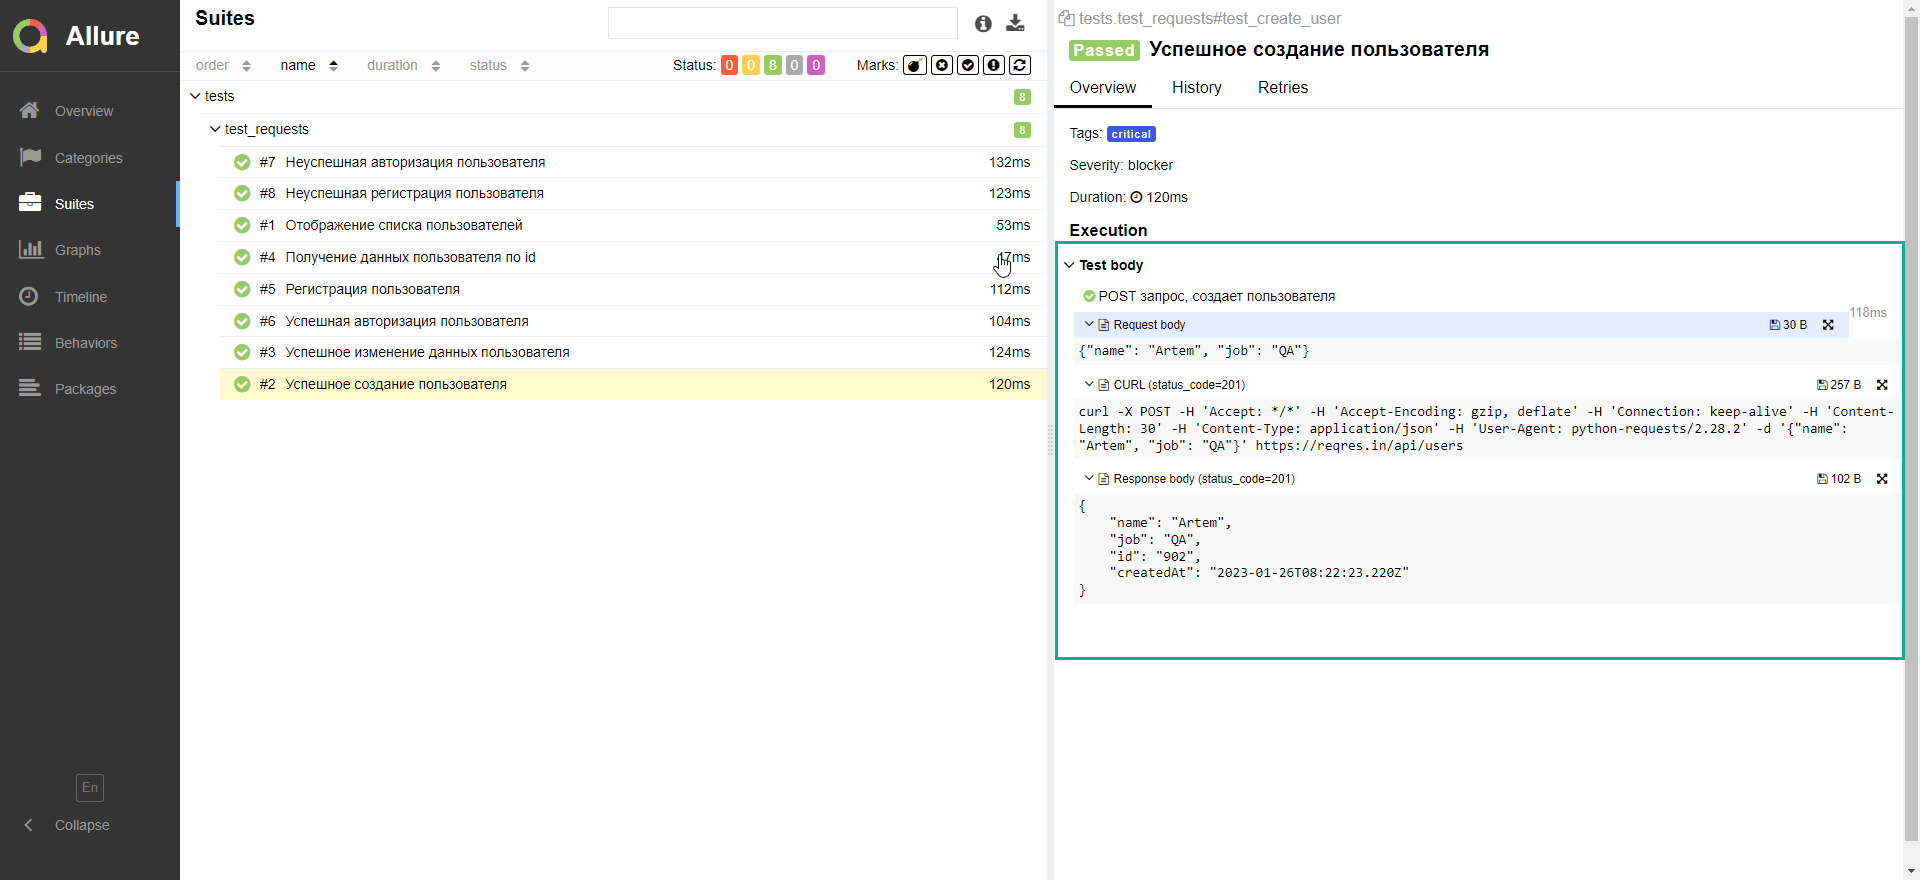 Allure
Overview
Categories
Suites
Graphs
Timeline
Behaviors
Packages
En
Collapse
Suites
order name duration status Status: 0 0 8 0 0 Marks:
tests 8
test_requests 8
#7 Неуспешная авторизация пользователя 132ms
#8 Неуспешная регистрация пользователя 123ms
#1 Отображение списка пользователей 53ms
#4 Получение данных пользователя по id
#5 Регистрация пользователя 112ms
#6 Успешная авторизация пользователя 104ms
#3 Успешное изменение данных пользователя 124ms
#2 Успешное создание пользователя 120ms
tests.test_requests#test_create_user
Passed Успешное создание пользователя
Overview History Retries
Tags: critical
Severity: blocker
Duration: 120ms
Execution
Test body
POST запрос, создает пользователя
118ms
Request body 30 B
{"name": "Artem", "job": "QA"}
CURL (status_code=201) 257 B
curl -X POST -H 'Accept: */*' -H 'Accept-Encoding: gzip, deflate' -H 'Connection: keep-alive' -H 'Content-
Length: 30' -H 'Content-Type: application/json' -H 'User-Agent: python-requests/2.28.2' -d '{"name":
"Artem", "job": "QA"}' https://reqres.in/api/users
Response body (status_code=201) 102 B
{
"name": "Artem",
"job": "QA",
"id": "902",
"createdAt": "2023-01-26T08:22:23.220Z"
}